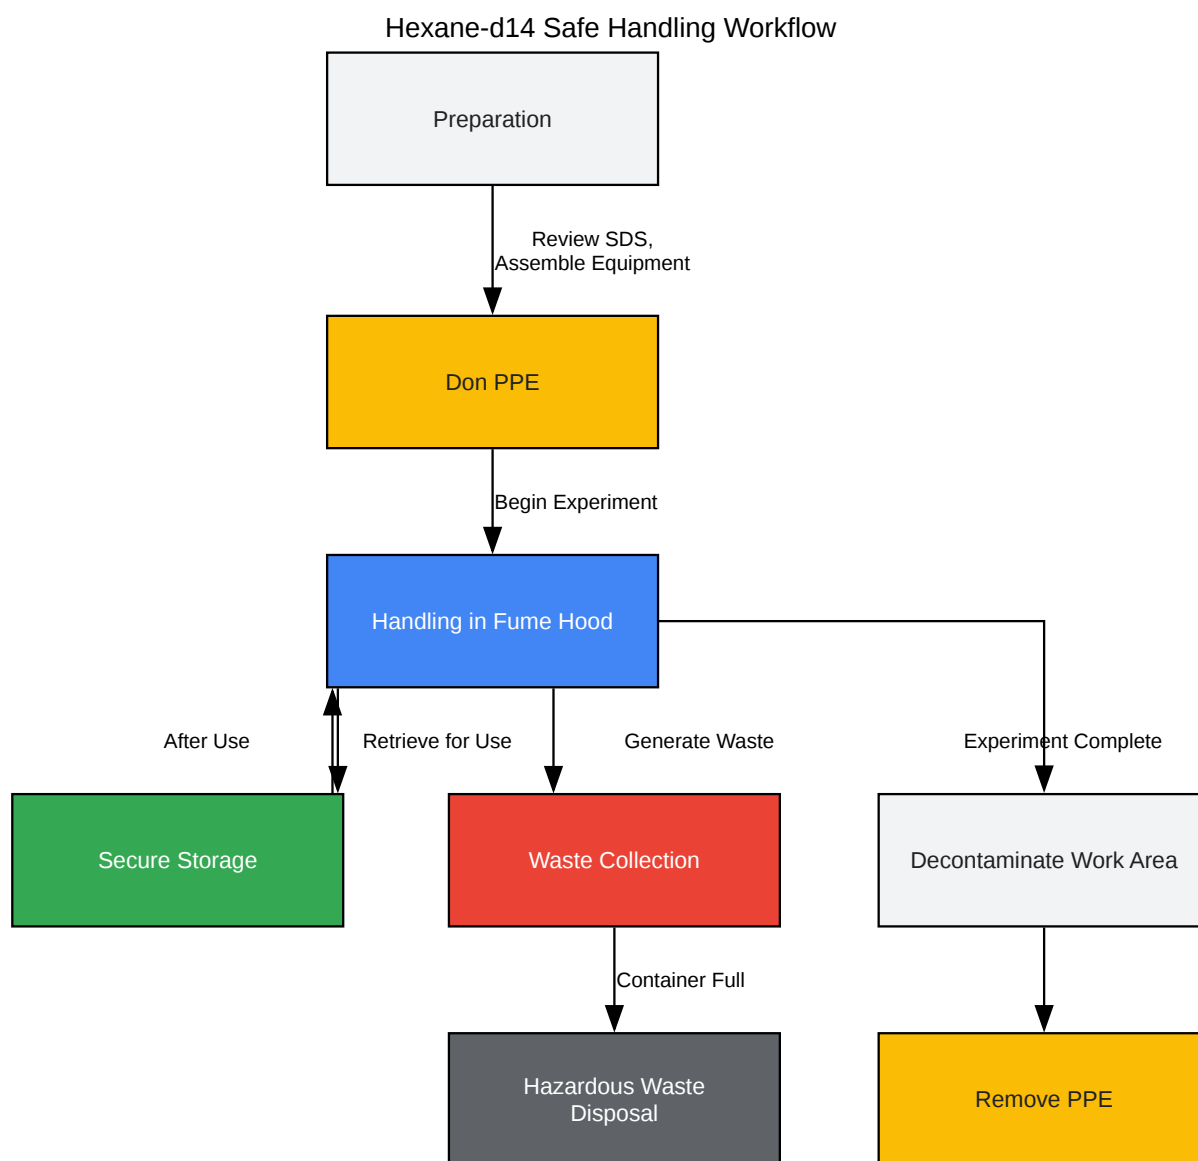 Hexane-d14 Safe Handling Workflow
Preparation
Review SDS,
Assemble Equipment
Don PPE
Begin Experiment
Handling in Fume Hood
After Use
Retrieve for Use
Generate Waste
Experiment Complete
Secure Storage
Waste Collection
Decontaminate Work Area
Container Full
Hazardous Waste
Disposal
Remove PPE